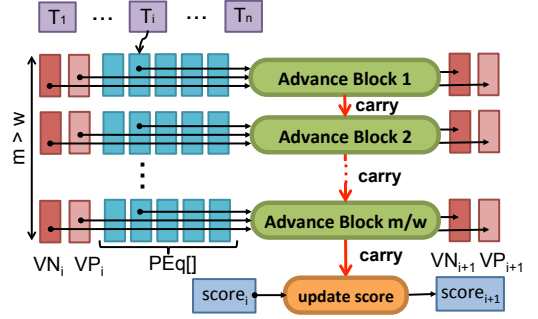 T1 ... Ti ... Tn
m > w
Advance Block 1
carry
Advance Block 2
carry
Advance Block m/w
carry
VNi VPi PEq[] VNi+1 VPi+1
scorei update score scorei+1